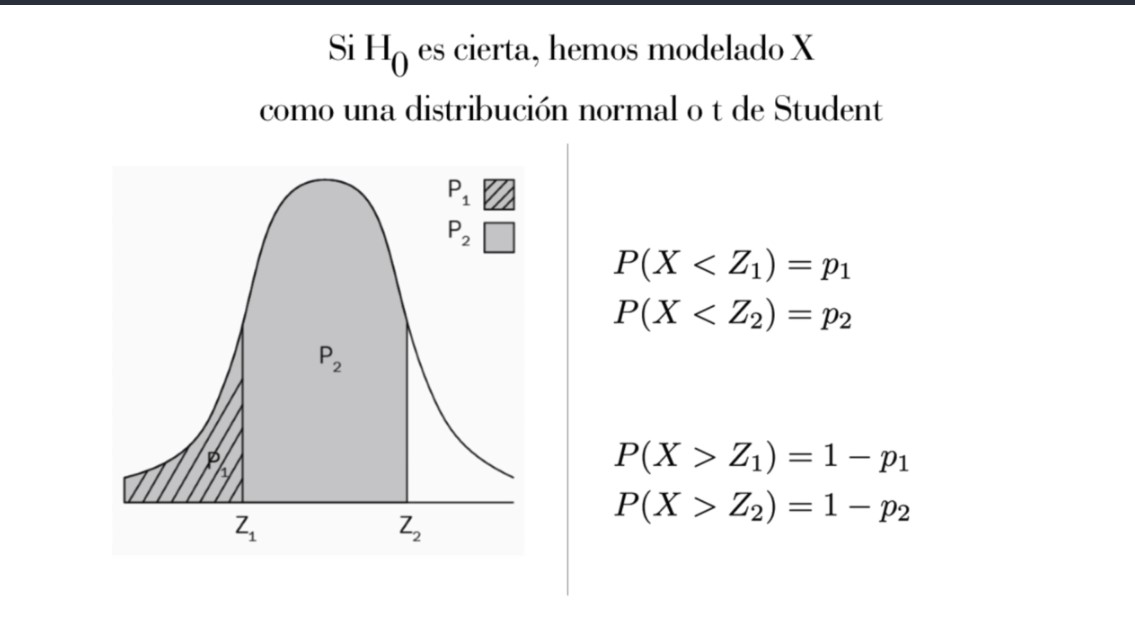 Si H₀ es cierta, hemos modelado X
como una distribución normal o t de Student
P₁
P₂
P₂
P₁
Z₁
Z₂
P(X < Z₁) = p₁
P(X < Z₂) = p₂
P(X > Z₁) = 1 − p₁
P(X > Z₂) = 1 − p₂